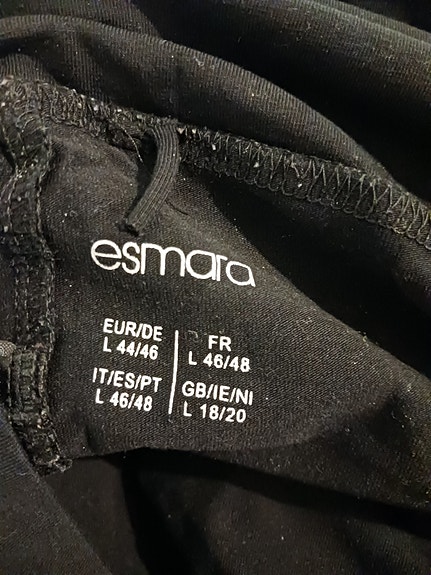 esmara
EUR/DE
L 44/46
FR
L 46/48
IT/ES/PT
L 46/48
GB/IE/NI
L 18/20